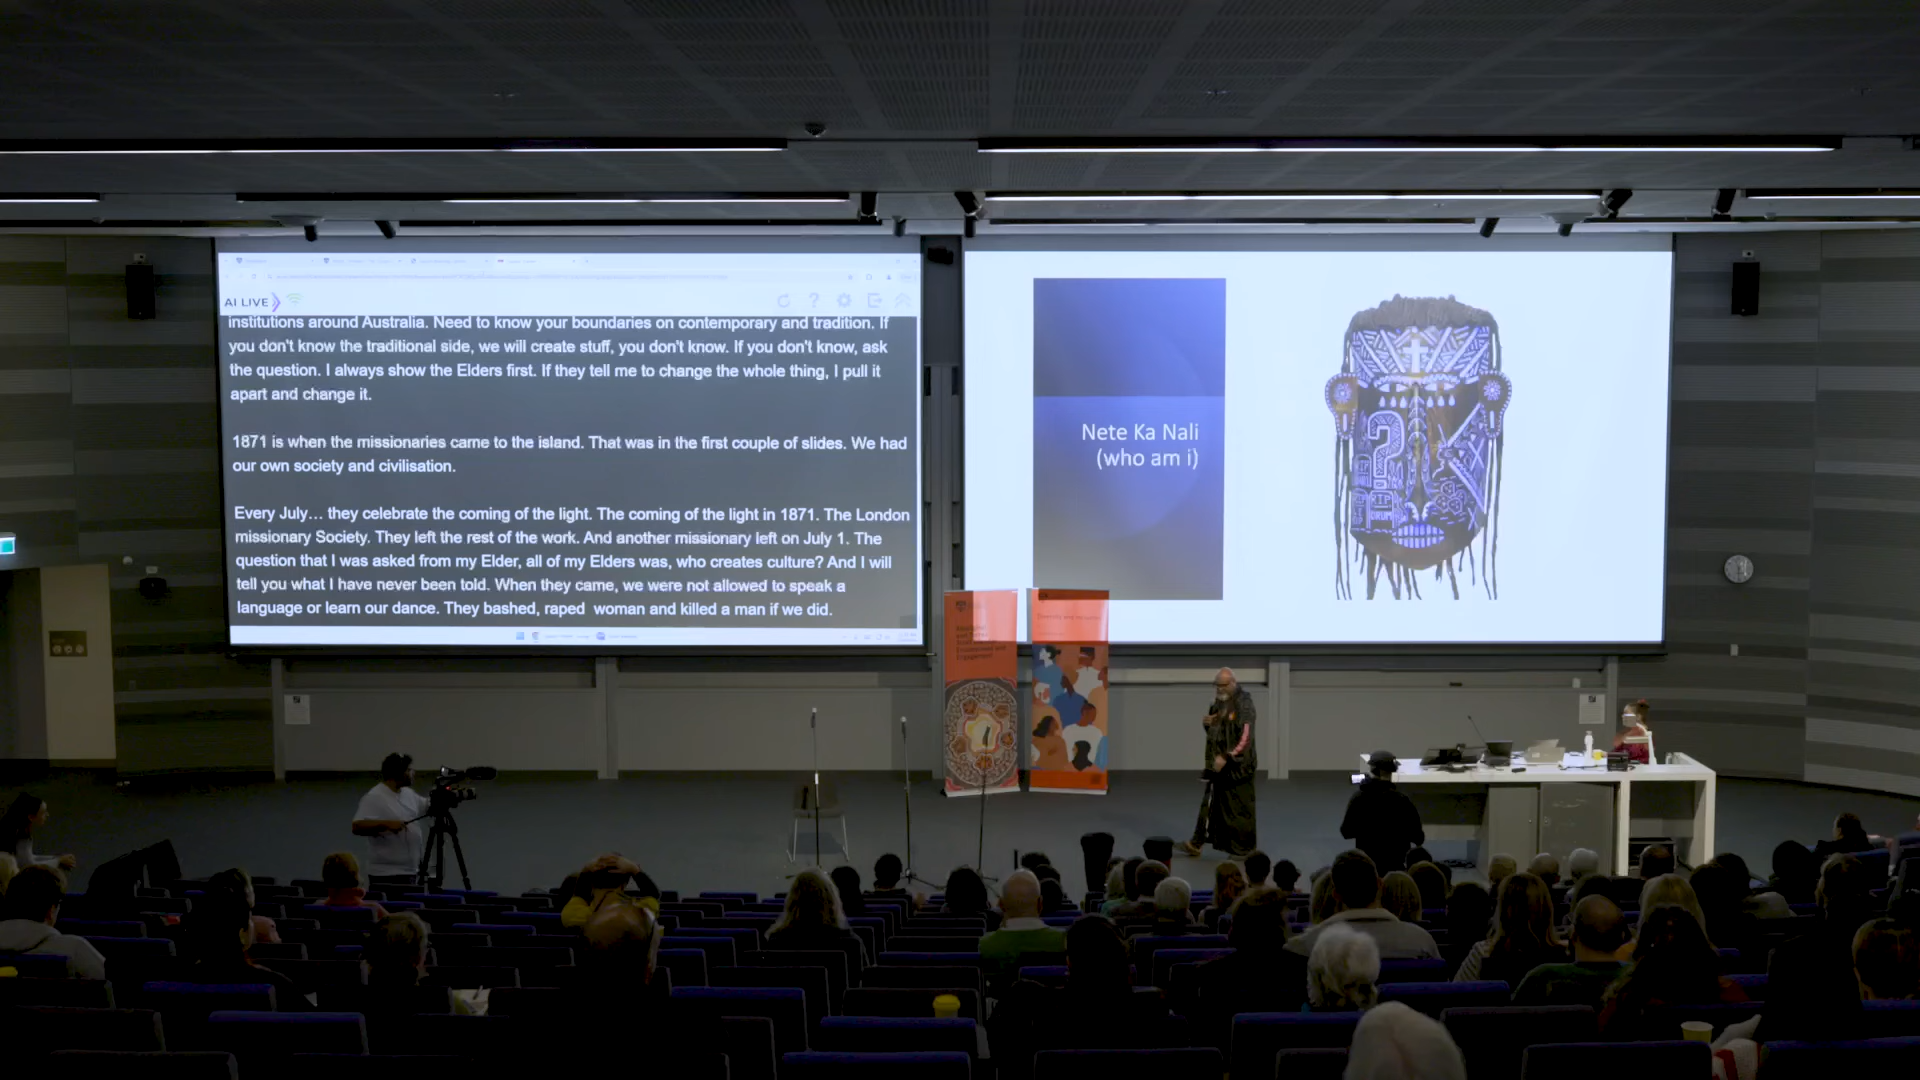 AI LIVE
institutions around Australia. Need to know your boundaries on contemporary and tradition. If
you don't know the traditional side, we will create stuff, you don't know. If you don't know, ask
the question. I always show the Elders first. If they tell me to change the whole thing, I pull it
apart and change it.
1871 is when the missionaries came to the island. That was in the first couple of slides. We had
our own society and civilisation.
Every July... they celebrate the coming of the light. The coming of the light in 1871. The London
missionary Society. They left the rest of the work. And another missionary left on July 1. The
question that I was asked from my Elder, all of my Elders was, who creates culture? And I will
tell you what I have never been told. When they came, we were not allowed to speak a
language or learn our dance. They bashed, raped  woman and killed a man if we did.
Nete Ka Nali
(who am i)
?
RIP
RIP